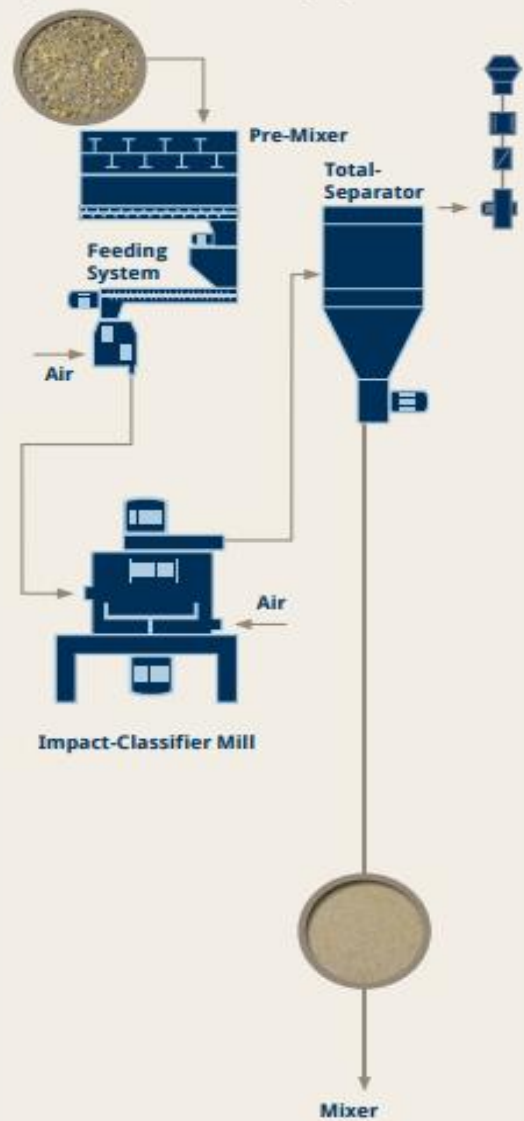 Pre-Mixer
Total-
Separator
Feeding
System
Air
Air
Impact-Classifier Mill
Mixer